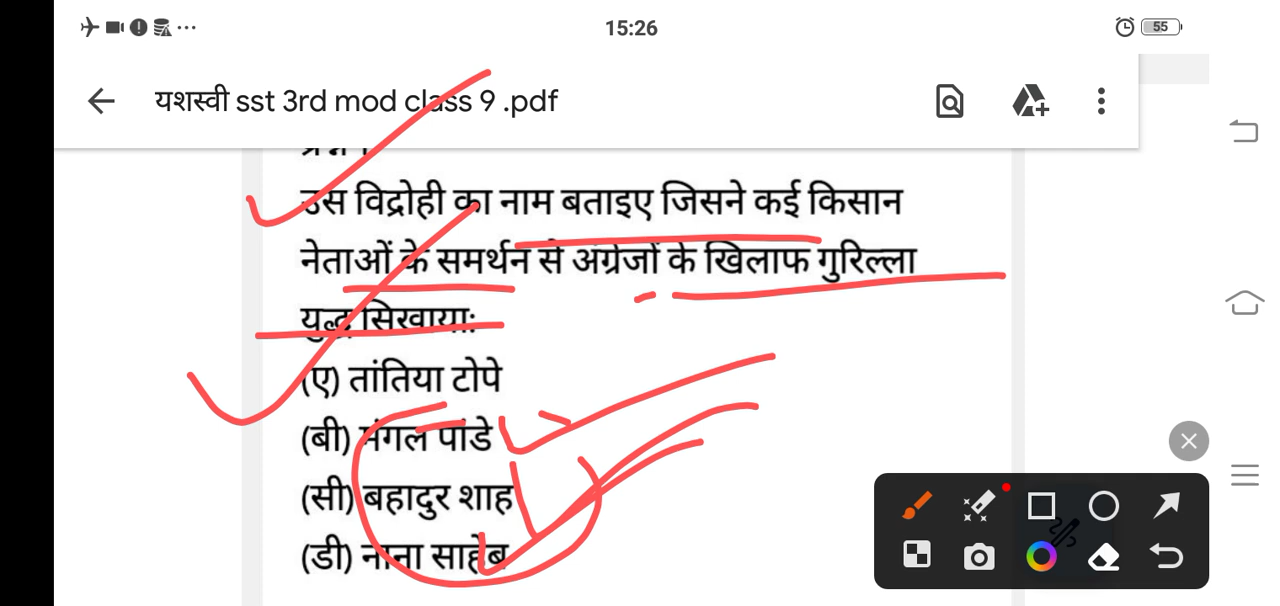 15:26
55
यशस्वी sst 3rd mod class 9 .pdf
उस विद्रोही का नाम बताइए जिसने कई किसान
नेताओं के समर्थन से अंग्रेजों के खिलाफ गुरिल्ला
युद्ध सिखाया:
(ए) तांतिया टोपे
(बी) मंगल पांडे
(सी) बहादुर शाह
(डी) नाना साहेब